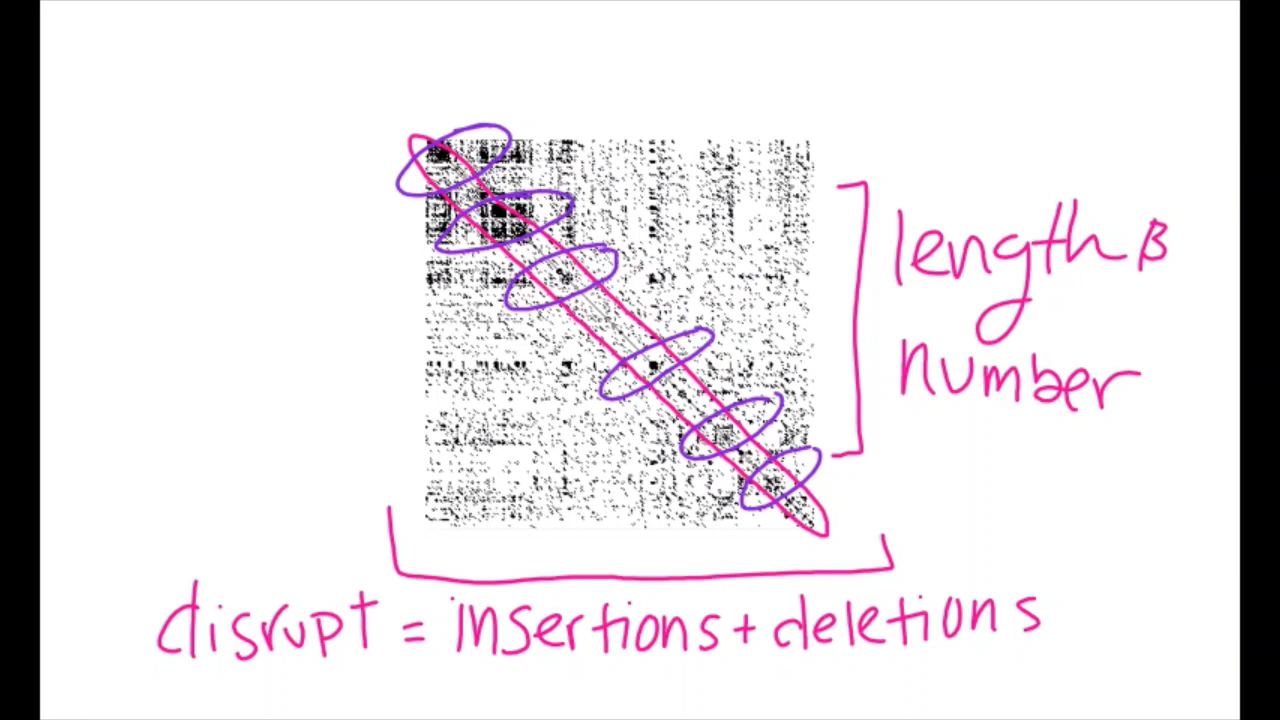 length B
number
disrupt = insertions + deletions